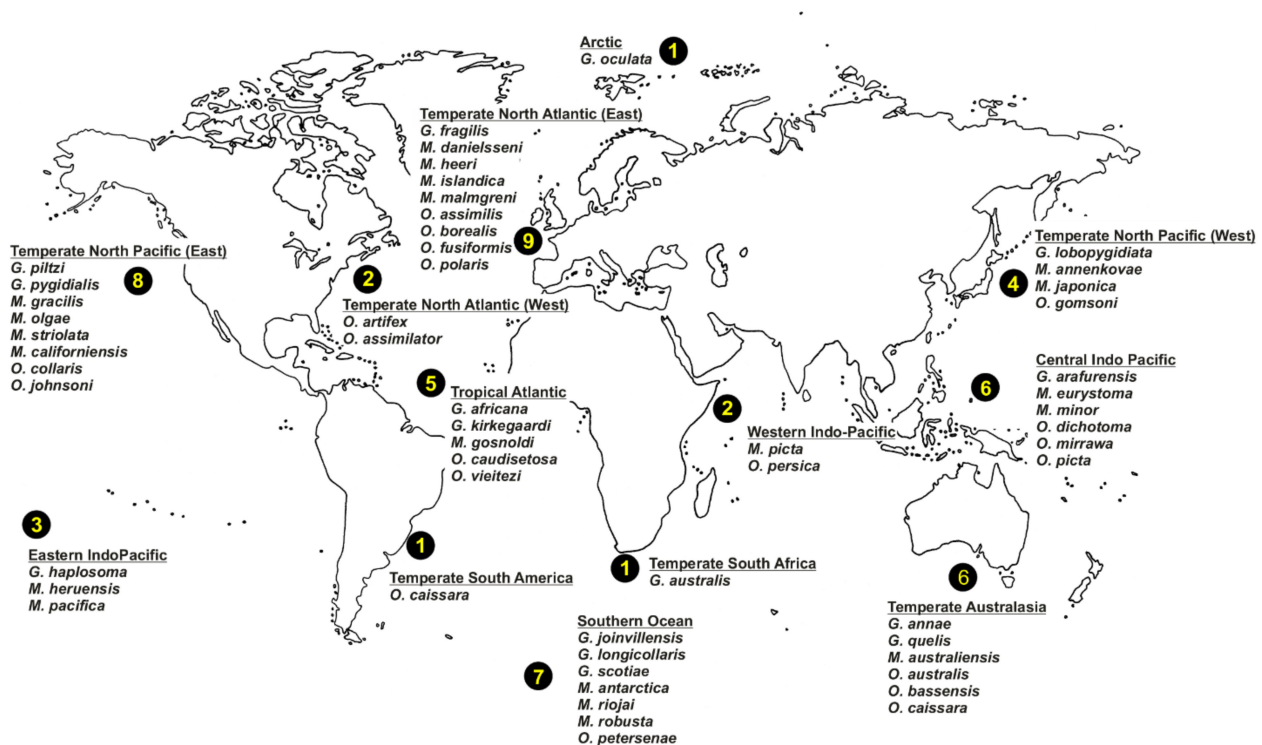 Arctic
1
G. oculata
Temperate North Atlantic (East)
G. fragilis
M. danielsseni
M. heeri
M. islandica
M. malmgreni
O. assimilis
O. borealis
O. fusiformis
O. polaris
9
Temperate North Pacific (East)
G. piltzi
G. pygidialis
M. gracilis
M. olgae
M. striolata
M. californiensis
O. collaris
O. johnsoni
8
2
Temperate North Atlantic (West)
O. artifex
O. assimilator
Temperate North Pacific (West)
G. lobopygidiata
M. annenkovae
M. japonica
O. gomsoni
4
5
Tropical Atlantic
G. africana
G. kirkegaardi
M. gosnoldi
O. caudisetosa
O. vieitezi
2
Western Indo-Pacific
M. picta
O. persica
Central Indo Pacific
G. arafurensis
M. eurystoma
M. minor
O. dichotoma
O. mirrawa
O. picta
6
3
Eastern IndoPacific
G. haplosoma
M. heruensis
M. pacifica
1
Temperate South America
O. caissara
1
Temperate South Africa
G. australis
6
Temperate Australasia
G. annae
G. quelis
M. australiensis
O. australis
O. bassensis
O. caissara
Southern Ocean
G. joinvillensis
G. longicollaris
G. scotiae
M. antarctica
M. riojai
M. robusta
O. petersenae
7